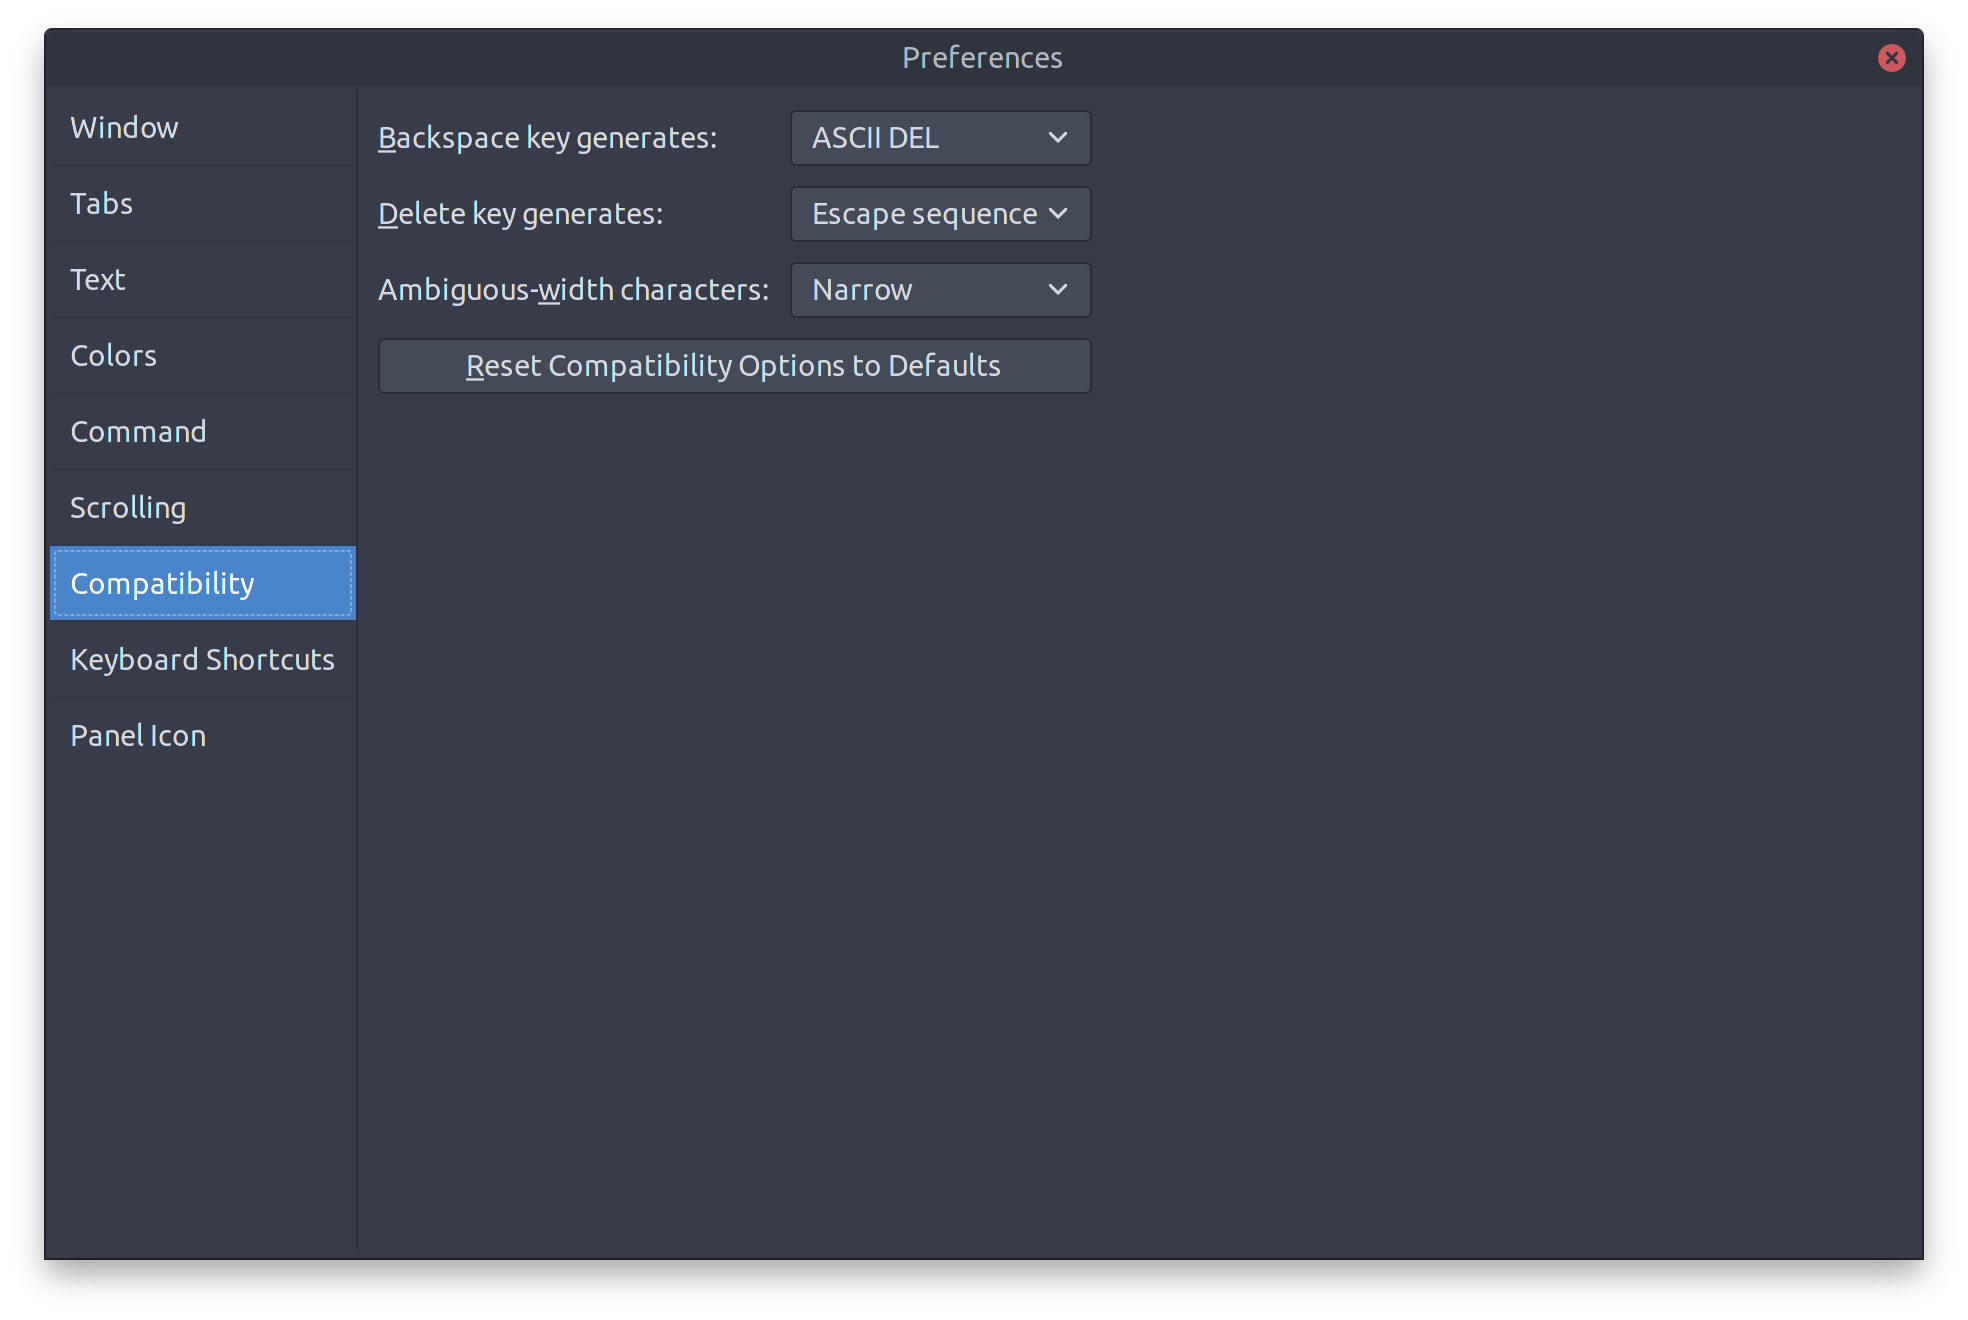 Preferences
Window
Tabs
Text
Colors
Command
Scrolling
Compatibility
Keyboard Shortcuts
Panel Icon
Backspace key generates: ASCII DEL
Delete key generates: Escape sequence
Ambiguous-width characters: Narrow
Reset Compatibility Options to Defaults